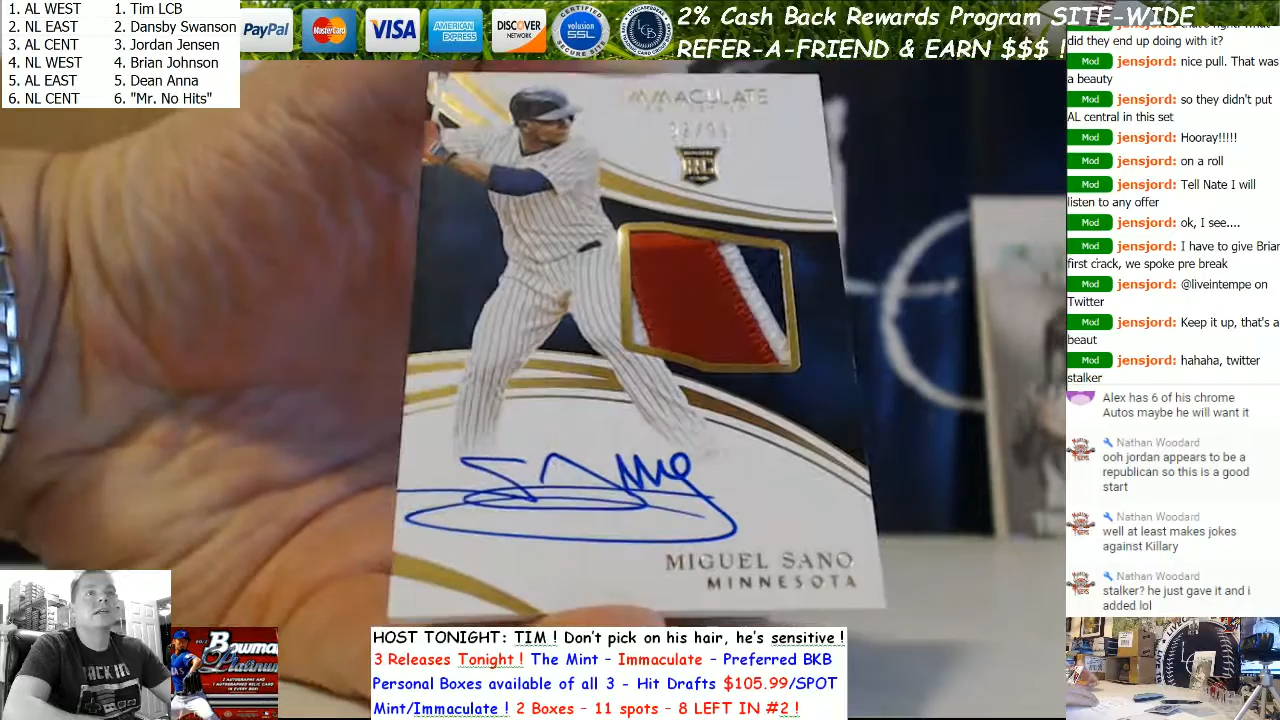 1. AL WEST 1. Tim LCB
2. NL EAST 2. Dansby Swanson
3. AL CENT 3. Jordan Jensen
4. NL WEST 4. Brian Johnson
5. AL EAST 5. Dean Anna
6. NL CENT 6. "Mr. No Hits"
PayPal MasterCard VISA AMERICAN EXPRESS DISCOVER NETWORK CERTIFIED volusion SSL SECURE SITE LCB
2% Cash Back Rewards Program SITE-WIDE
REFER-A-FRIEND & EARN $$$ !
did they end up doing with it?
Mod jensjord: nice pull. That was
a beauty
Mod jensjord: so they didn't put
AL central in this set
Mod jensjord: Hooray!!!!!
Mod jensjord: on a roll
Mod jensjord: Tell Nate I will
listen to any offer
Mod jensjord: ok, I see....
Mod jensjord: I have to give Brian
first crack, we spoke pre break
Mod jensjord: @liveintempe on
Twitter
Mod jensjord: Keep it up, that's a
beaut
Mod jensjord: hahaha, twitter
stalker
Alex has 6 of his chrome
Autos maybe he will want it
Nathan Woodard
ooh jordan appears to be a
republican so this is a good
start
Nathan Woodard
well at least makes jokes
against Killary
Nathan Woodard
stalker? he just gave it and i
added lol
IMMACULATE
RC
MIGUEL SANO
MINNESOTA
Bowman
Platinum
HOST TONIGHT: TIM ! Don't pick on his hair, he's sensitive !
3 Releases Tonight ! The Mint - Immaculate - Preferred BKB
Personal Boxes available of all 3 - Hit Drafts $105.99/SPOT
Mint/Immaculate ! 2 Boxes - 11 spots - 8 LEFT IN #2 !